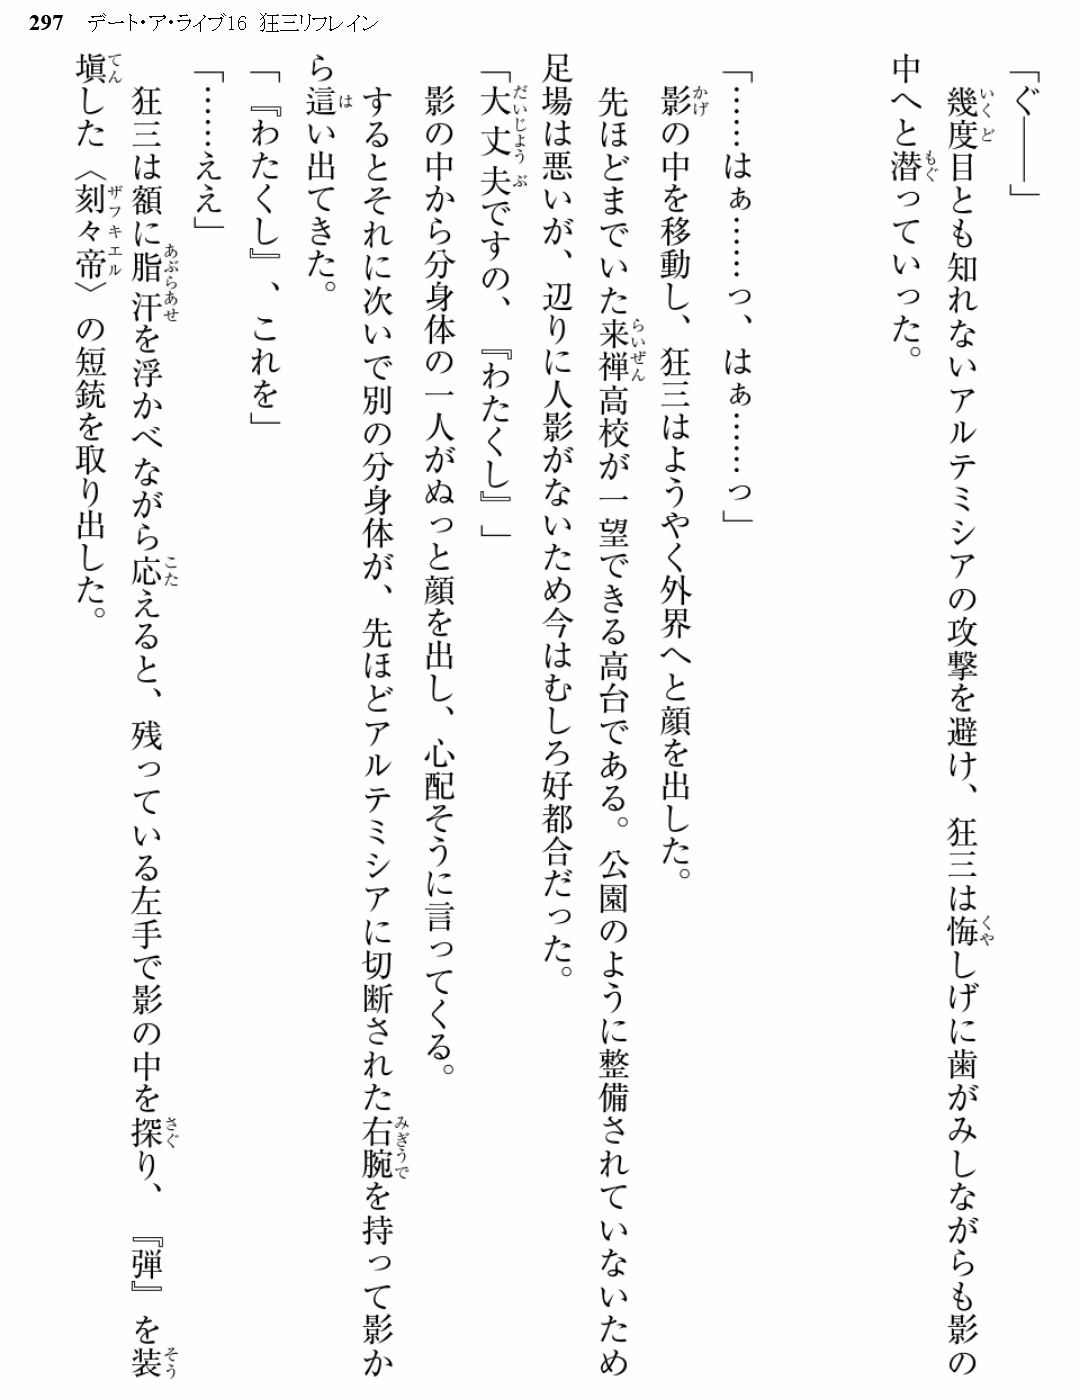 297 デート・ア・ライブ16 狂三リフレイン
「ぐ――」
幾度目とも知れないアルテミシアの攻撃を避け、狂三は悔しげに歯がみしながらも影の
中へと潜っていった。
「……はぁ……っ、はぁ……っ」
影の中を移動し、狂三はようやく外界へと顔を出した。
先ほどまでいた来禅高校が一望できる高台である。公園のように整備されていないため
足場は悪いが、辺りに人影がないため今はむしろ好都合だった。
「大丈夫ですの、『わたくし』」
影の中から分身体の一人がぬっと顔を出し、心配そうに言ってくる。
するとそれに次いで別の分身体が、先ほどアルテミシアに切断された右腕を持って影か
ら這い出てきた。
「『わたくし』、これを」
「……ええ」
狂三は額に脂汗を浮かべながら応えると、残っている左手で影の中を探り、『弾』を装
塡した〈刻々帝〉の短銃を取り出した。